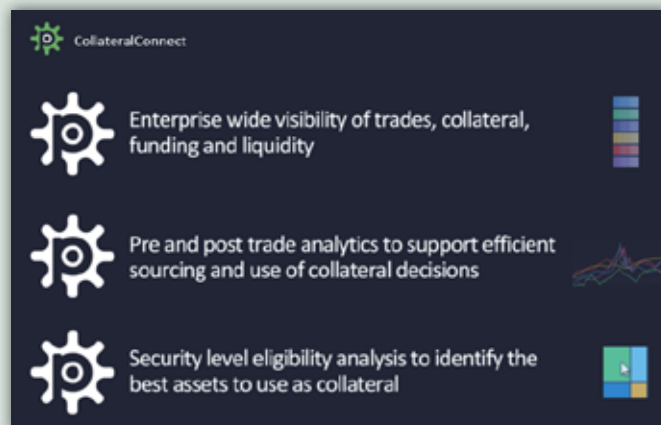 CollateralConnect
Enterprise wide visibility of trades, collateral,
funding and liquidity
Pre and post trade analytics to support efficient
sourcing and use of collateral decisions
Security level eligibility analysis to identify the
best assets to use as collateral